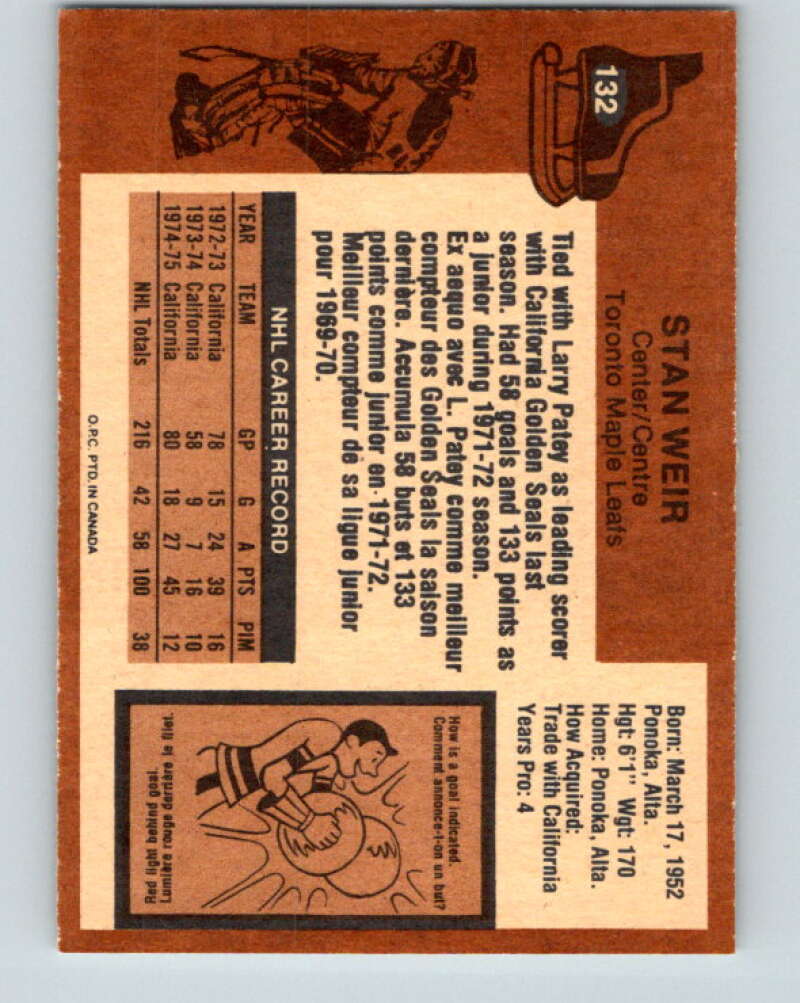 132
STAN WEIR
Center/Centre
Toronto Maple Leafs
Born: March 17, 1952
Ponoka, Alta.
Hgt: 6'1" Wgt: 170
Home: Ponoka, Alta.
How Acquired:
Trade with California
Years Pro: 4
Tied with Larry Patey as leading scorer
with California Golden Seals last
season. Had 58 goals and 133 points as
a junior during 1971-72 season.
Ex aequo avec L. Patey comme meilleur
compteur des Golden Seals la saison
dernière. Accumula 58 buts et 133
points comme junior en 1971-72.
Meilleur compteur de sa ligue junior
pour 1969-70.
NHL CAREER RECORD
YEAR TEAM GP G A PTS PIM
1972-73 California 78 15 24 39 16
1973-74 California 58 9 7 16 10
1974-75 California 80 18 27 45 12
NHL Totals 216 42 58 100 38
How is a goal indicated.
Comment annonce-t-on un but?
Red light behind goal.
Lumière rouge derrière le filet.
O.P.C. PTD. IN CANADA